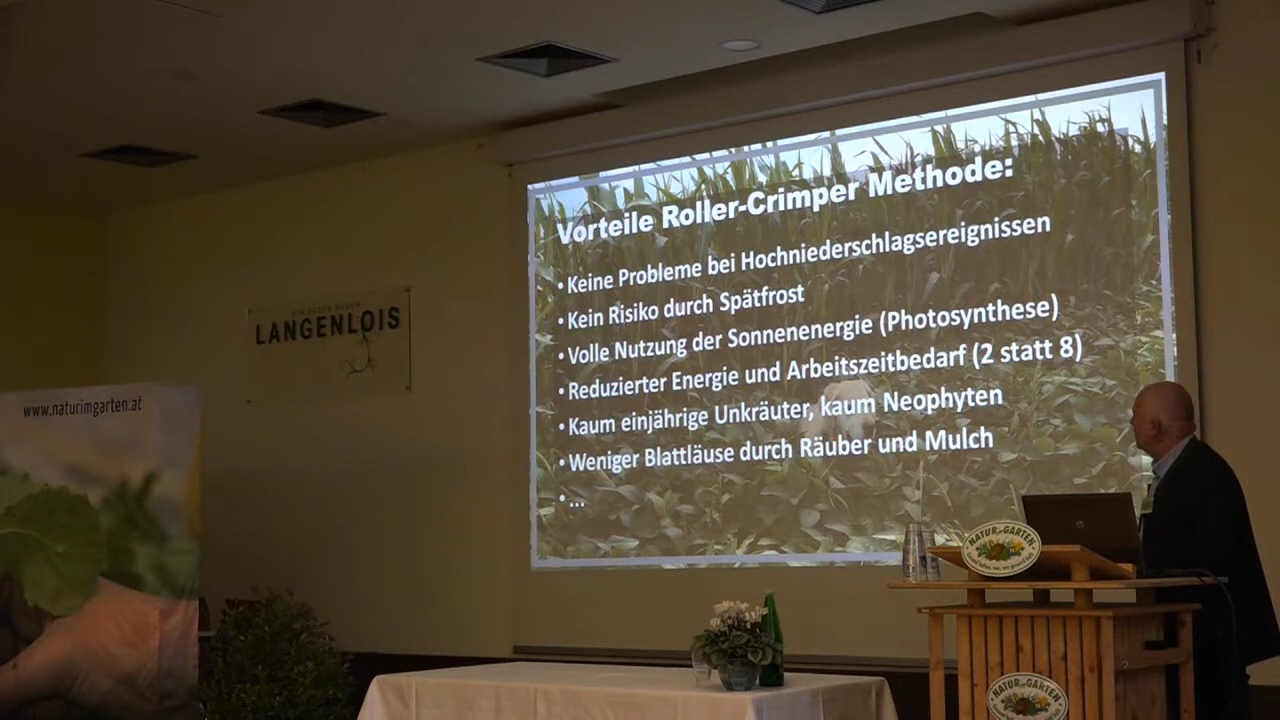 Vorteile Roller-Crimper Methode:
• Keine Probleme bei Hochniederschlagsereignissen
• Kein Risiko durch Spätfrost
• Volle Nutzung der Sonnenenergie (Photosynthese)
• Reduzierter Energie und Arbeitszeitbedarf (2 statt 8)
• Kaum einjährige Unkräuter, kaum Neophyten
• Weniger Blattläuse durch Räuber und Mulch
• ...
LANGENLOIS
www.naturimgarten.at
NATUR IM GARTEN
NATUR IM GARTEN